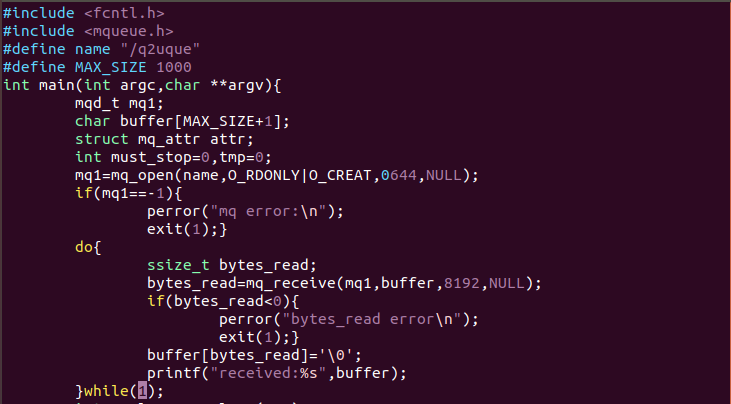 #include <fcntl.h>
#include <mqueue.h>
#define name "/q2uque"
#define MAX_SIZE 1000
int main(int argc,char **argv){
        mqd_t mq1;
        char buffer[MAX_SIZE+1];
        struct mq_attr attr;
        int must_stop=0,tmp=0;
        mq1=mq_open(name,O_RDONLY|O_CREAT,0644,NULL);
        if(mq1==-1){
                perror("mq error:\n");
                exit(1);}
        do{
                ssize_t bytes_read;
                bytes_read=mq_receive(mq1,buffer,8192,NULL);
                if(bytes_read<0){
                        perror("bytes_read error\n");
                        exit(1);}
                buffer[bytes_read]='\0';
                printf("received:%s",buffer);
        }while(1);